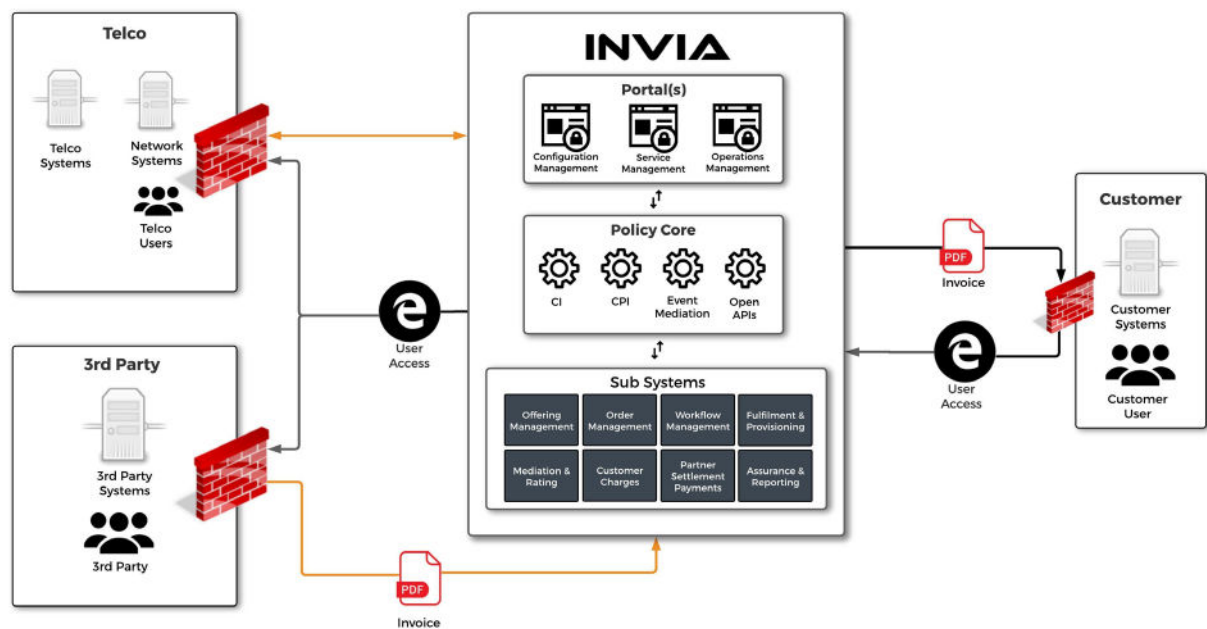 Telco
Telco
Systems
Network
Systems
Telco
Users
3rd Party
3rd Party
Systems
3rd Party
User
Access
PDF
Invoice
INVIA
Portal(s)
Configuration
Management
Service
Management
Operations
Management
Policy Core
CI
CPI
Event
Mediation
Open
APIs
Sub Systems
Offering
Management
Order
Management
Workflow
Management
Fulfilment &
Provisioning
Mediation &
Rating
Customer
Charges
Partner
Settlement
Payments
Assurance &
Reporting
PDF
Invoice
User
Access
Customer
Customer
Systems
Customer
User